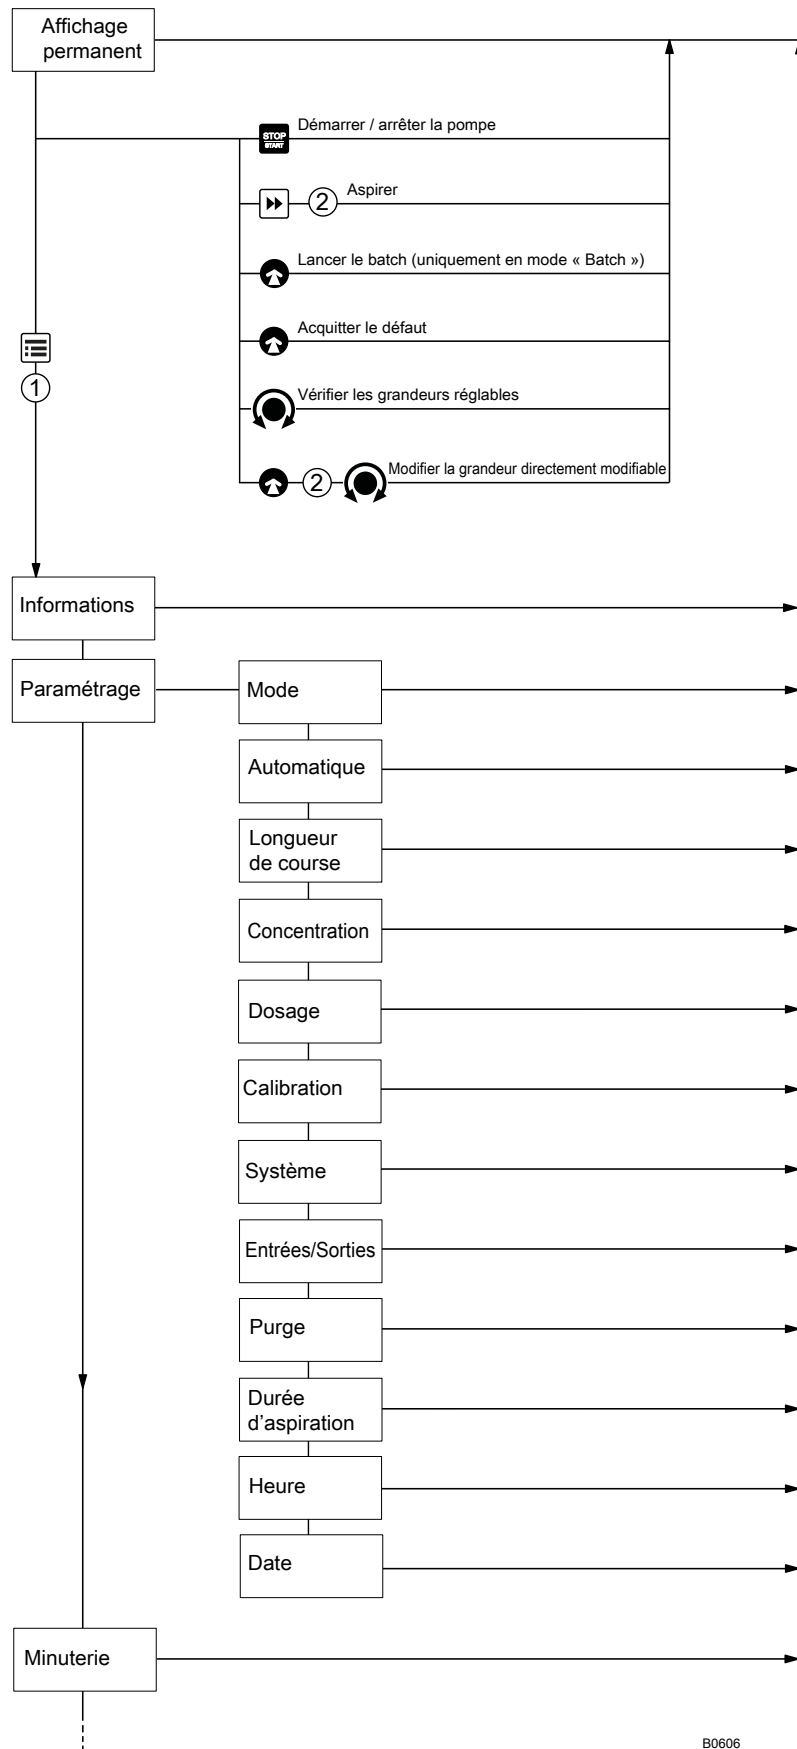 Affichage
permanent
STOP
START
Démarrer / arrêter la pompe
2
Aspirer
Lancer le batch (uniquement en mode « Batch »)
Acquitter le défaut
1
Vérifier les grandeurs réglables
2
Modifier la grandeur directement modifiable
Informations
Paramétrage
Mode
Automatique
Longueur
de course
Concentration
Dosage
Calibration
Système
Entrées/Sorties
Purge
Durée
d'aspiration
Heure
Date
Minuterie
B0606